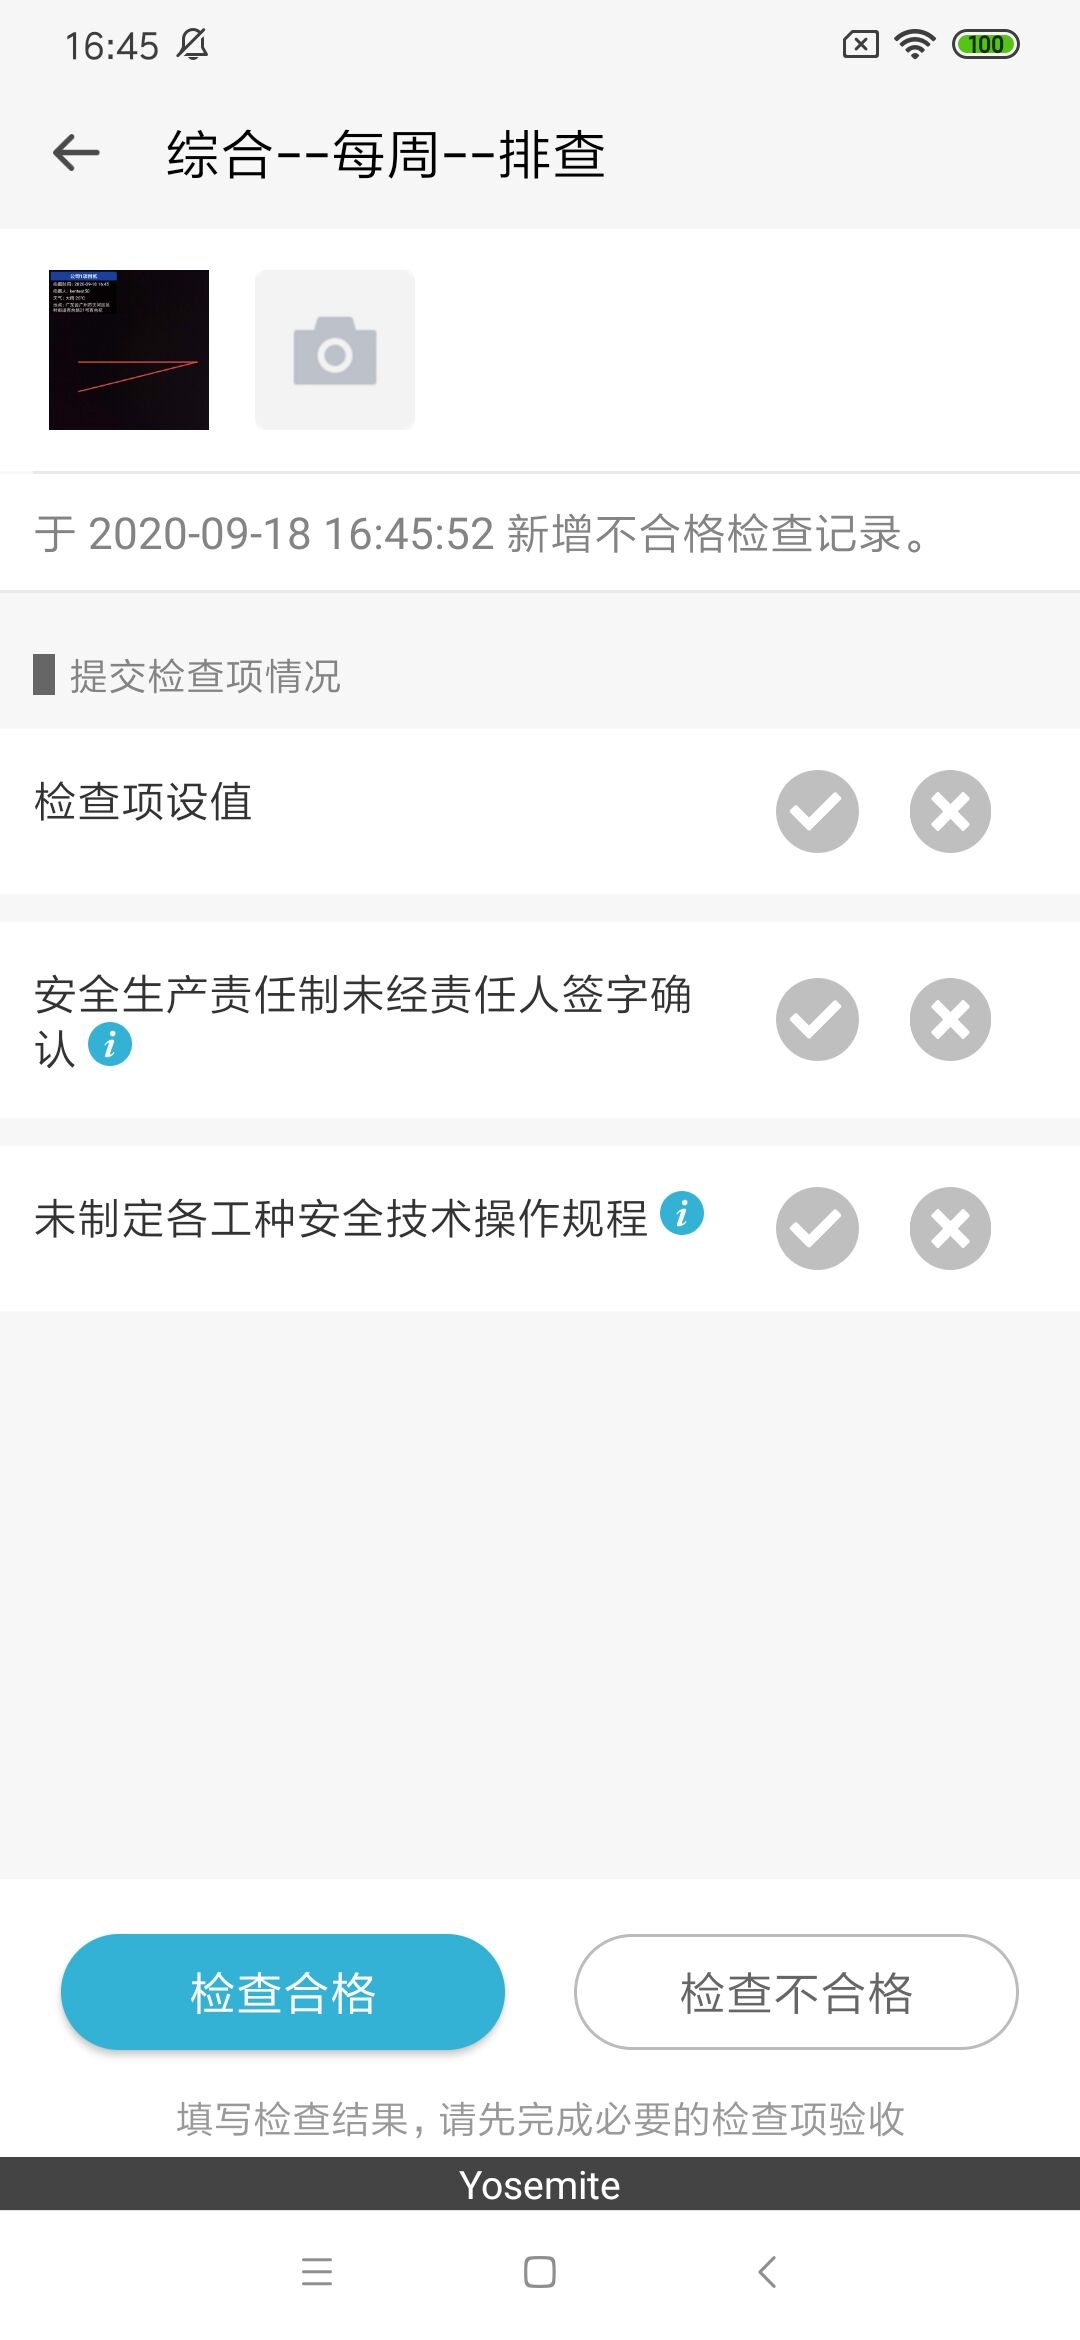 16:45
100
综合--每周--排查
于 2020-09-18 16:45:52 新增不合格检查记录。
提交检查项情况
检查项设值
安全生产责任制未经责任人签字确
认
未制定各工种安全技术操作规程
检查合格
检查不合格
填写检查结果，请先完成必要的检查项验收
Yosemite